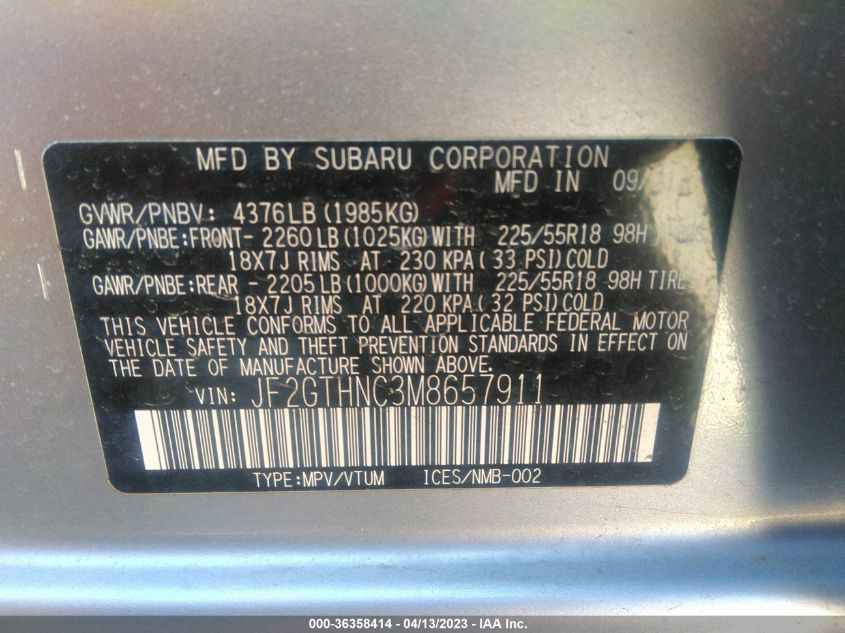 MFD BY SUBARU CORPORATION
MFD IN 09/
GVWR/PNBV: 4376LB (1985KG)
GAWR/PNBE:FRONT- 2260LB (1025KG) WITH 225/55R18 98H
18X7J RIMS AT 230 KPA ( 33 PSI) COLD
GAWR/PNBE:REAR - 2205LB (1000KG) WITH 225/55R18 98H TIRE
18X7J RIMS AT 220 KPA ( 32 PSI) COLD
THIS VEHICLE CONFORMS TO ALL APPLICABLE FEDERAL MOTOR
VEHICLE SAFETY AND THEFT PREVENTION STANDARDS IN EFFECT ON
THE DATE OF MANUFACTURE SHOWN ABOVE.
VIN: JF2GTHNC3M8657911
TYPE:MPV/VTUM ICES/NMB-002
000-36358414 - 04/13/2023 - IAA Inc.